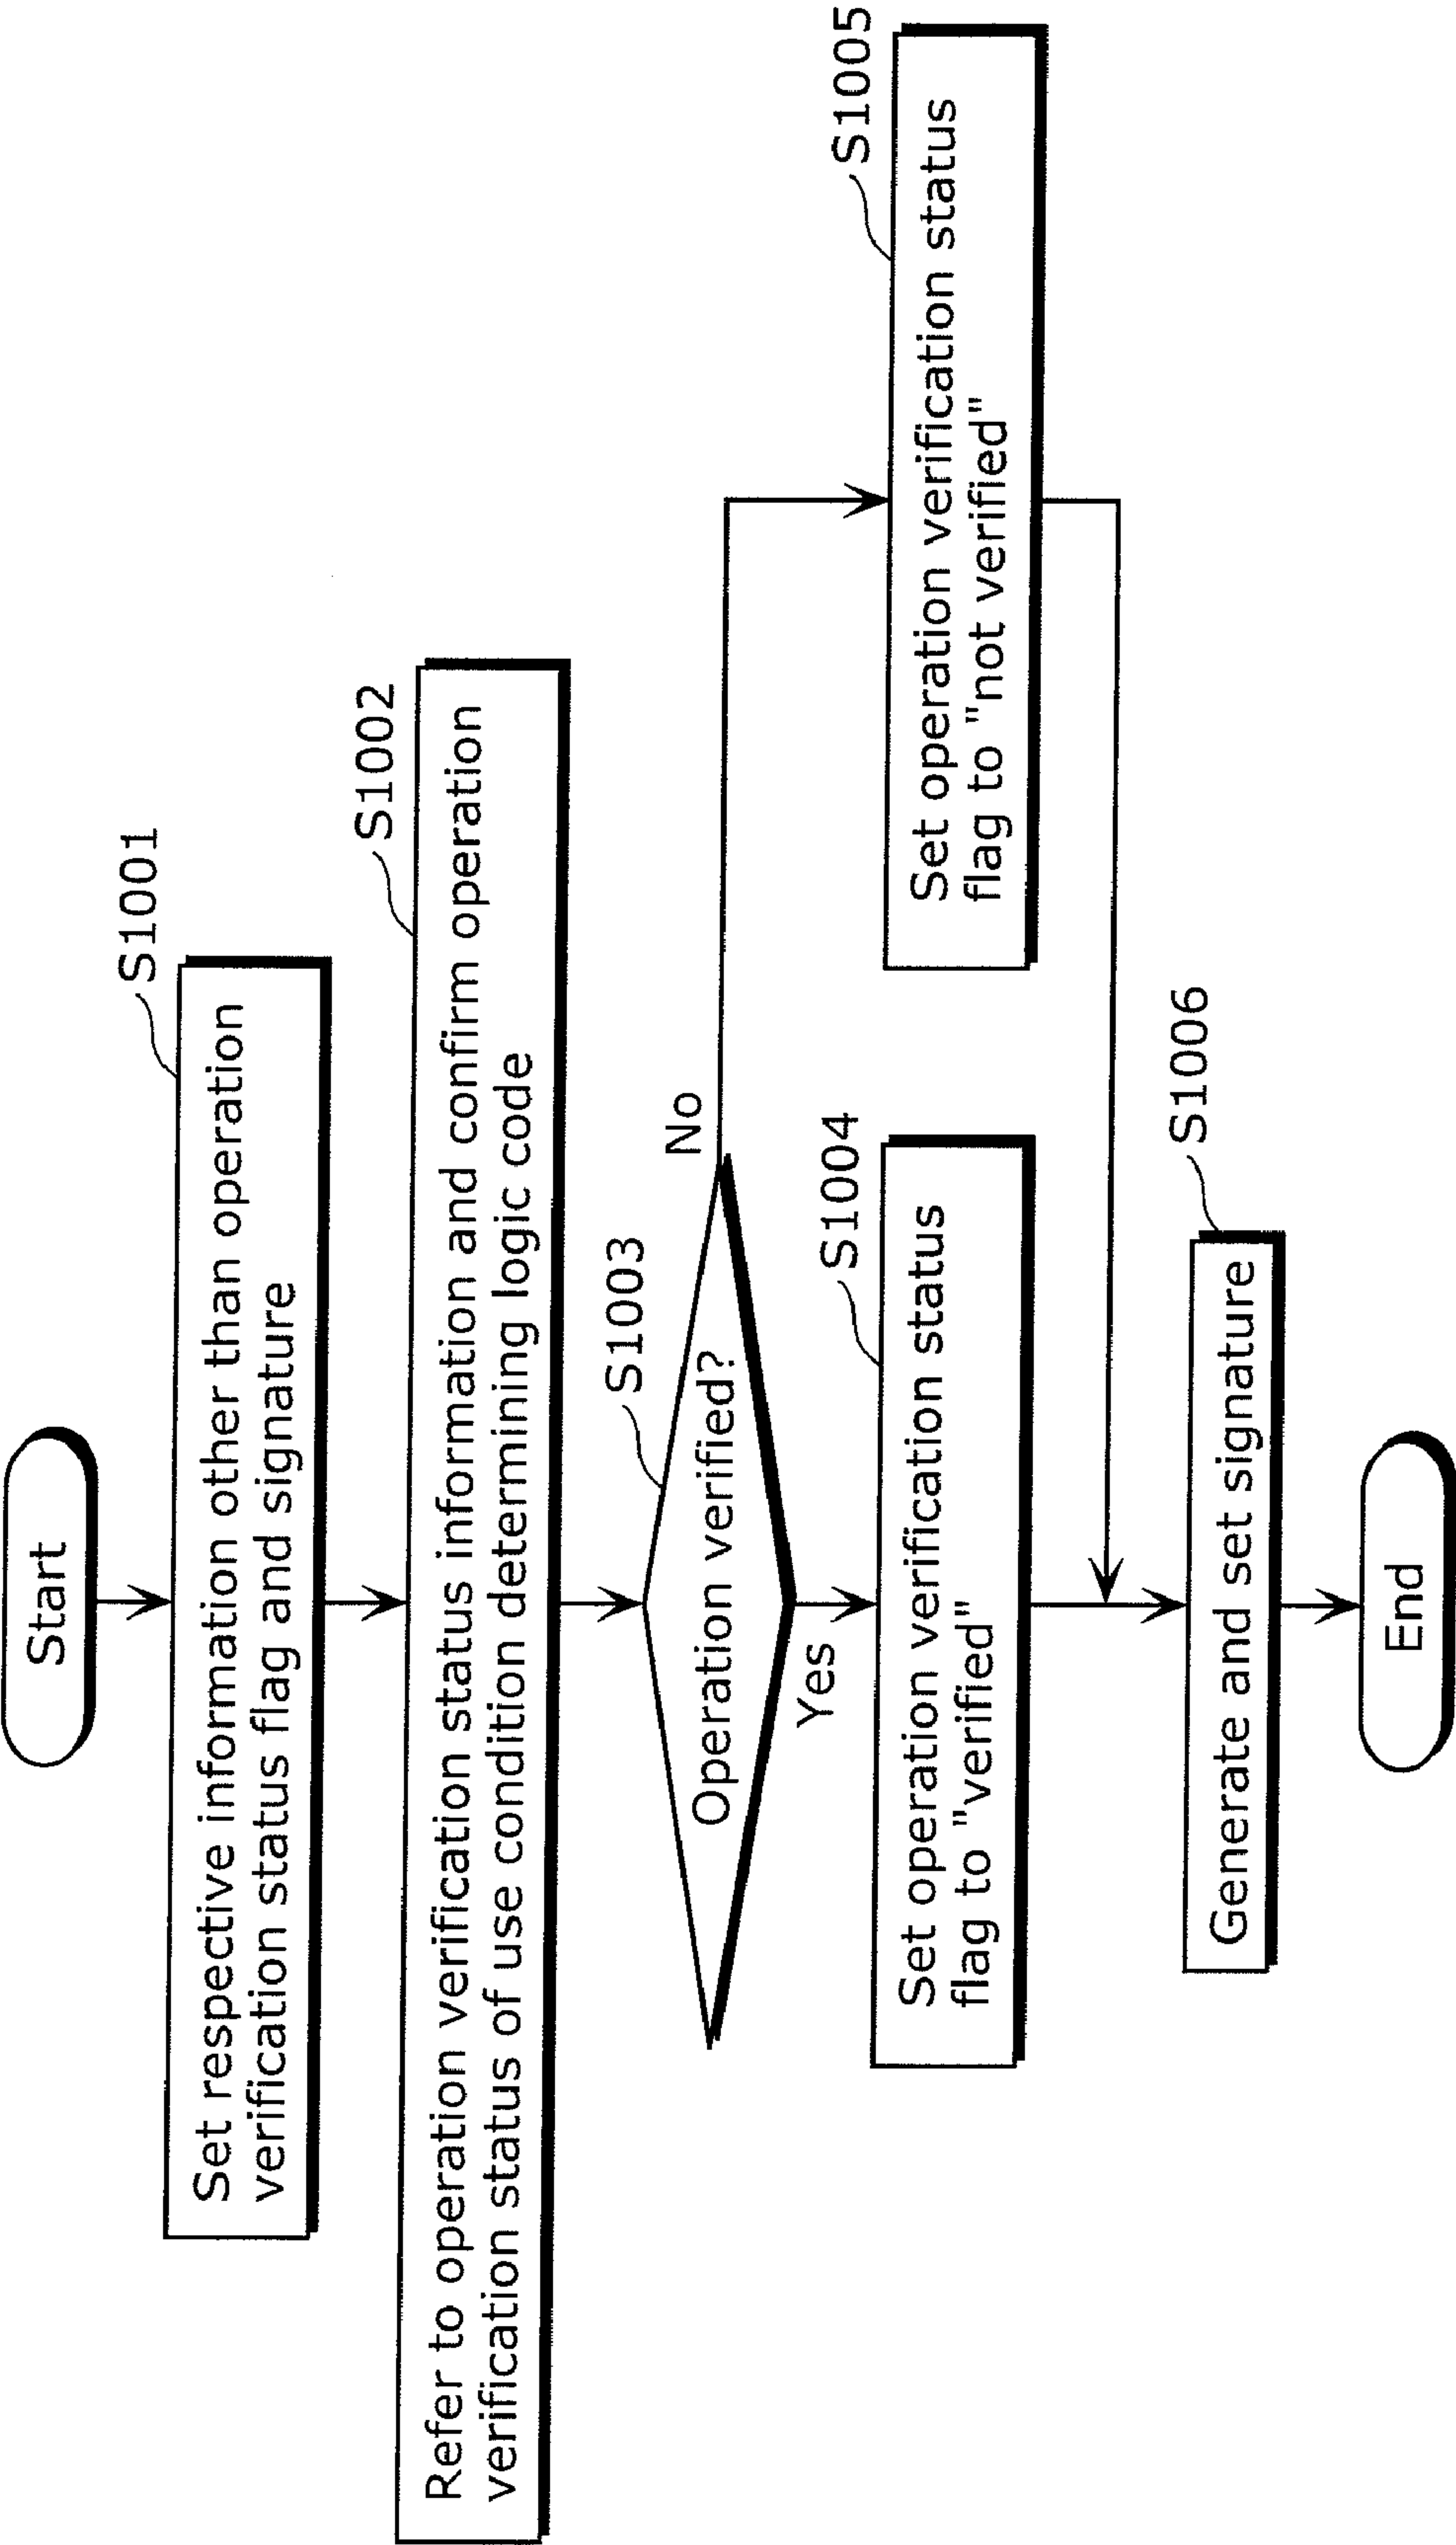 Start
S1001
Set respective information other than operation
verification status flag and signature
S1002
Refer to operation verification status information and confirm operation
verification status of use condition determining logic code
S1003
Operation verified?
No
Yes
S1004
Set operation verification status
flag to "verified"
S1005
Set operation verification status
flag to "not verified"
S1006
Generate and set signature
End